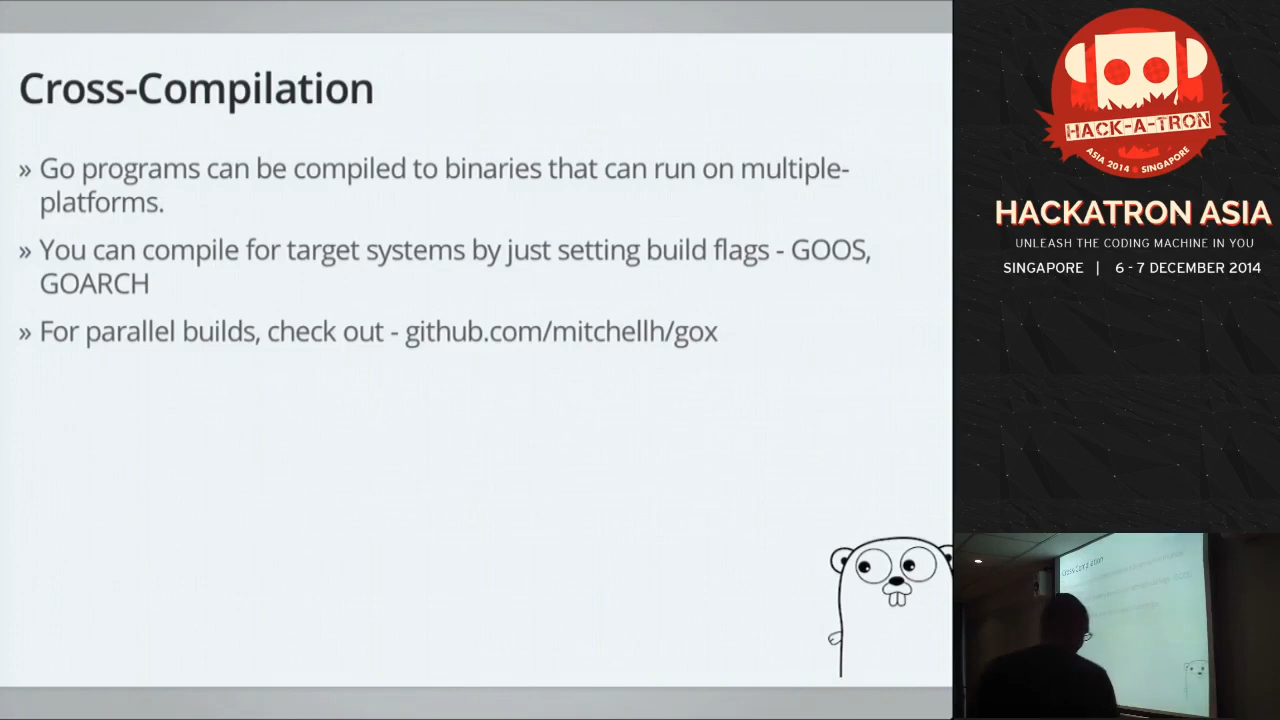 Cross-Compilation
» Go programs can be compiled to binaries that can run on multiple-
platforms.
» You can compile for target systems by just setting build flags - GOOS,
GOARCH
» For parallel builds, check out - github.com/mitchellh/gox
HACK-A-TRON
ASIA 2014 SINGAPORE
HACKATRON ASIA
UNLEASH THE CODING MACHINE IN YOU
SINGAPORE | 6 - 7 DECEMBER 2014
Cross-Compilation